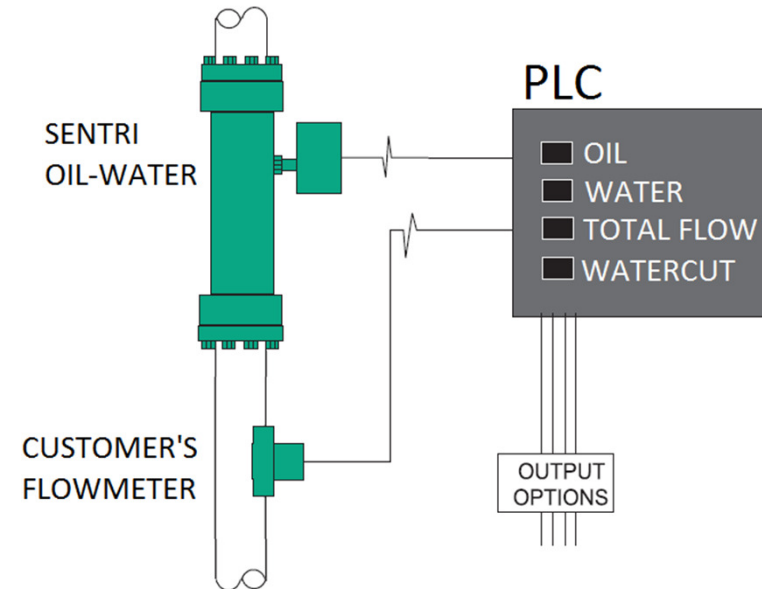 SENTRI
OIL-WATER
PLC
OIL
WATER
TOTAL FLOW
WATERCUT
CUSTOMER'S
FLOWMETER
OUTPUT
OPTIONS